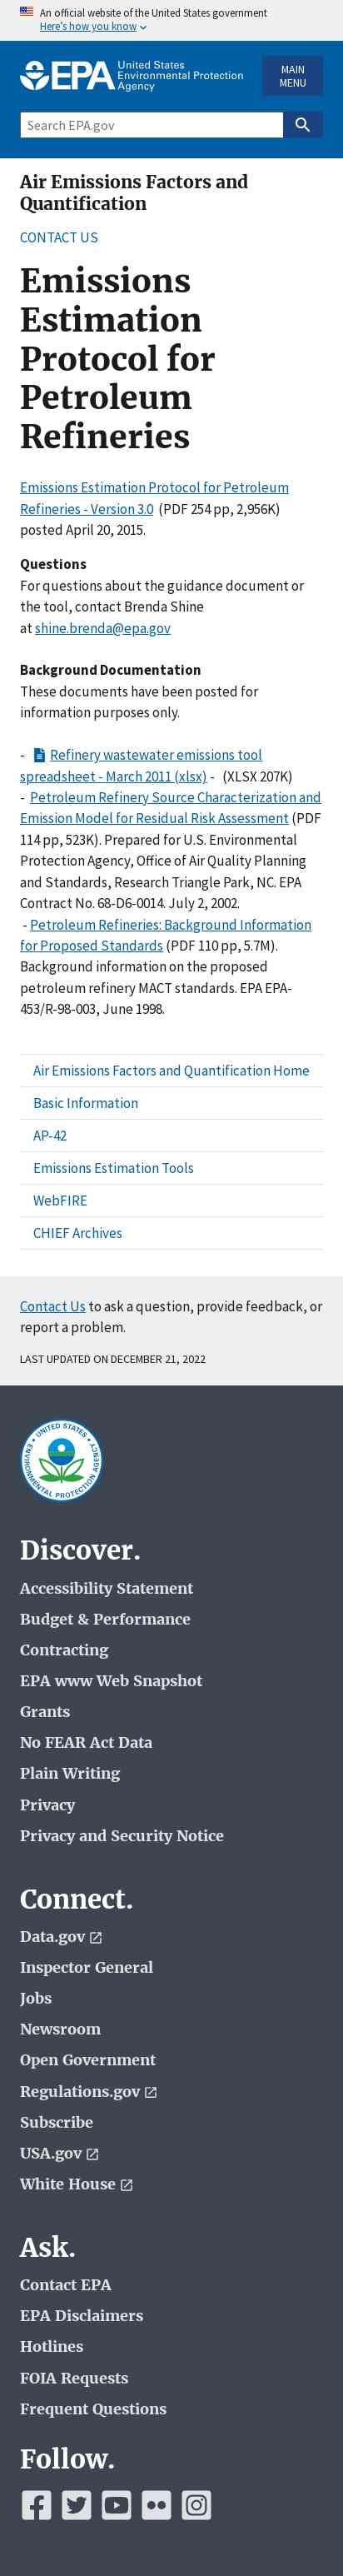 An official website of the United States government
Here's how you know
EPA United States
Environmental Protection
Agency
MAIN
MENU
Search EPA.gov
Air Emissions Factors and
Quantification
CONTACT US
Emissions
Estimation
Protocol for
Petroleum
Refineries
Emissions Estimation Protocol for Petroleum
Refineries - Version 3.0 (PDF 254 pp, 2,956K)
posted April 20, 2015.
Questions
For questions about the guidance document or
the tool, contact Brenda Shine
at shine.brenda@epa.gov
Background Documentation
These documents have been posted for
information purposes only.
- Refinery wastewater emissions tool
spreadsheet - March 2011 (xlsx) - (XLSX 207K)
- Petroleum Refinery Source Characterization and
Emission Model for Residual Risk Assessment (PDF
114 pp, 523K). Prepared for U.S. Environmental
Protection Agency, Office of Air Quality Planning
and Standards, Research Triangle Park, NC. EPA
Contract No. 68-D6-0014. July 2, 2002.
- Petroleum Refineries: Background Information
for Proposed Standards (PDF 110 pp, 5.7M).
Background information on the proposed
petroleum refinery MACT standards. EPA EPA-
453/R-98-003, June 1998.
Air Emissions Factors and Quantification Home
Basic Information
AP-42
Emissions Estimation Tools
WebFIRE
CHIEF Archives
Contact Us to ask a question, provide feedback, or
report a problem.
LAST UPDATED ON DECEMBER 21, 2022
UNITED STATES
ENVIRONMENTAL PROTECTION AGENCY
Discover.
Accessibility Statement
Budget & Performance
Contracting
EPA www Web Snapshot
Grants
No FEAR Act Data
Plain Writing
Privacy
Privacy and Security Notice
Connect.
Data.gov
Inspector General
Jobs
Newsroom
Open Government
Regulations.gov
Subscribe
USA.gov
White House
Ask.
Contact EPA
EPA Disclaimers
Hotlines
FOIA Requests
Frequent Questions
Follow.